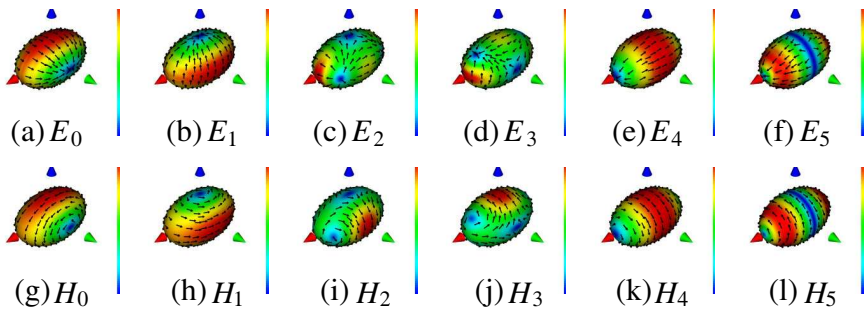 (a) E₀ (b) E₁ (c) E₂ (d) E₃ (e) E₄ (f) E₅
(g) H₀ (h) H₁ (i) H₂ (j) H₃ (k) H₄ (l) H₅